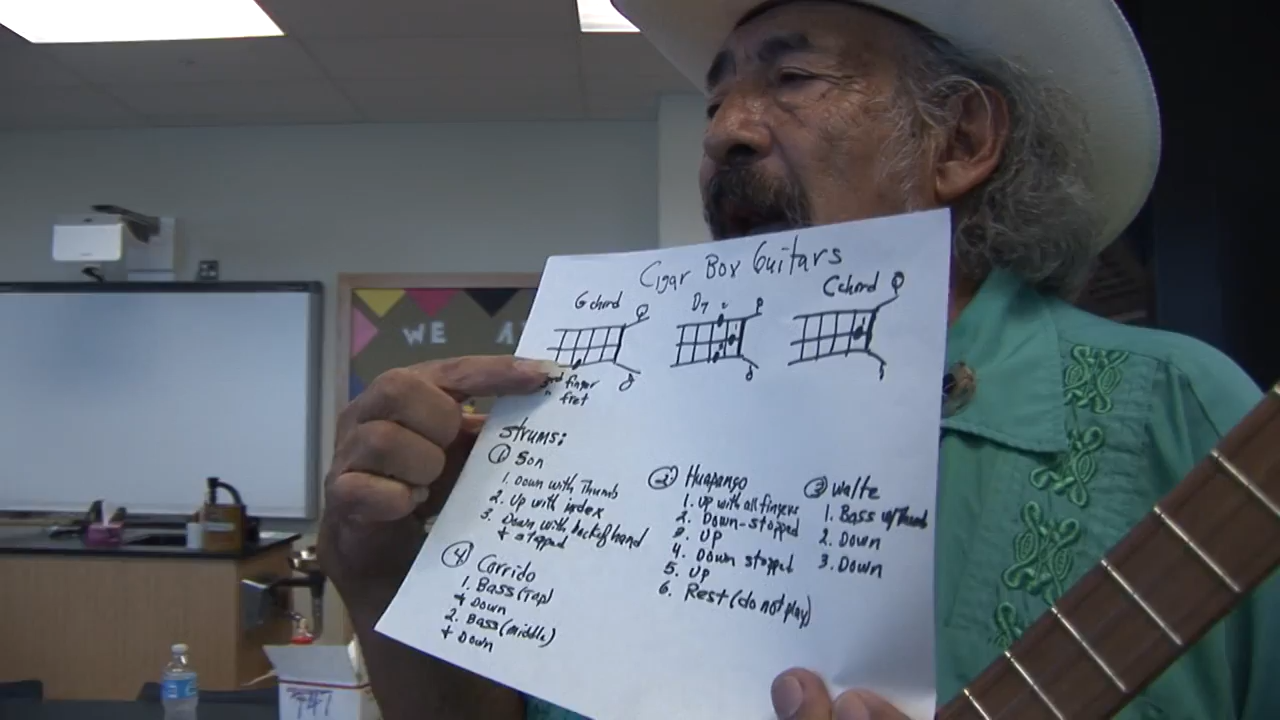 WE A
Cigar Box Guitars
G chord D7 C chord
finger
fret
Strums:
① Son
1. Down with Thumb
2. Up with index
3. Down with back of hand
+ stopped
② Huapango
1. Up with all fingers
2. Down-stopped
3. UP
4. Down stopped
5. UP
6. Rest (do not play)
③ Waltz
1. Bass w/Thumb
2. Down
3. Down
④ Corrido
1. Bass (Top)
+ Down
2. Bass (middle)
+ Down
747